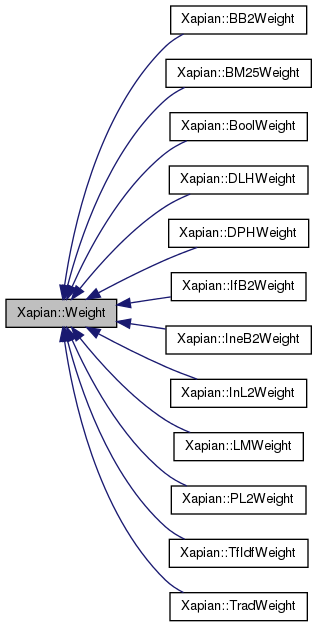 Xapian::BB2Weight
Xapian::BM25Weight
Xapian::BoolWeight
Xapian::DLHWeight
Xapian::DPHWeight
Xapian::IfB2Weight
Xapian::Weight
Xapian::IneB2Weight
Xapian::InL2Weight
Xapian::LMWeight
Xapian::PL2Weight
Xapian::TfIdfWeight
Xapian::TradWeight